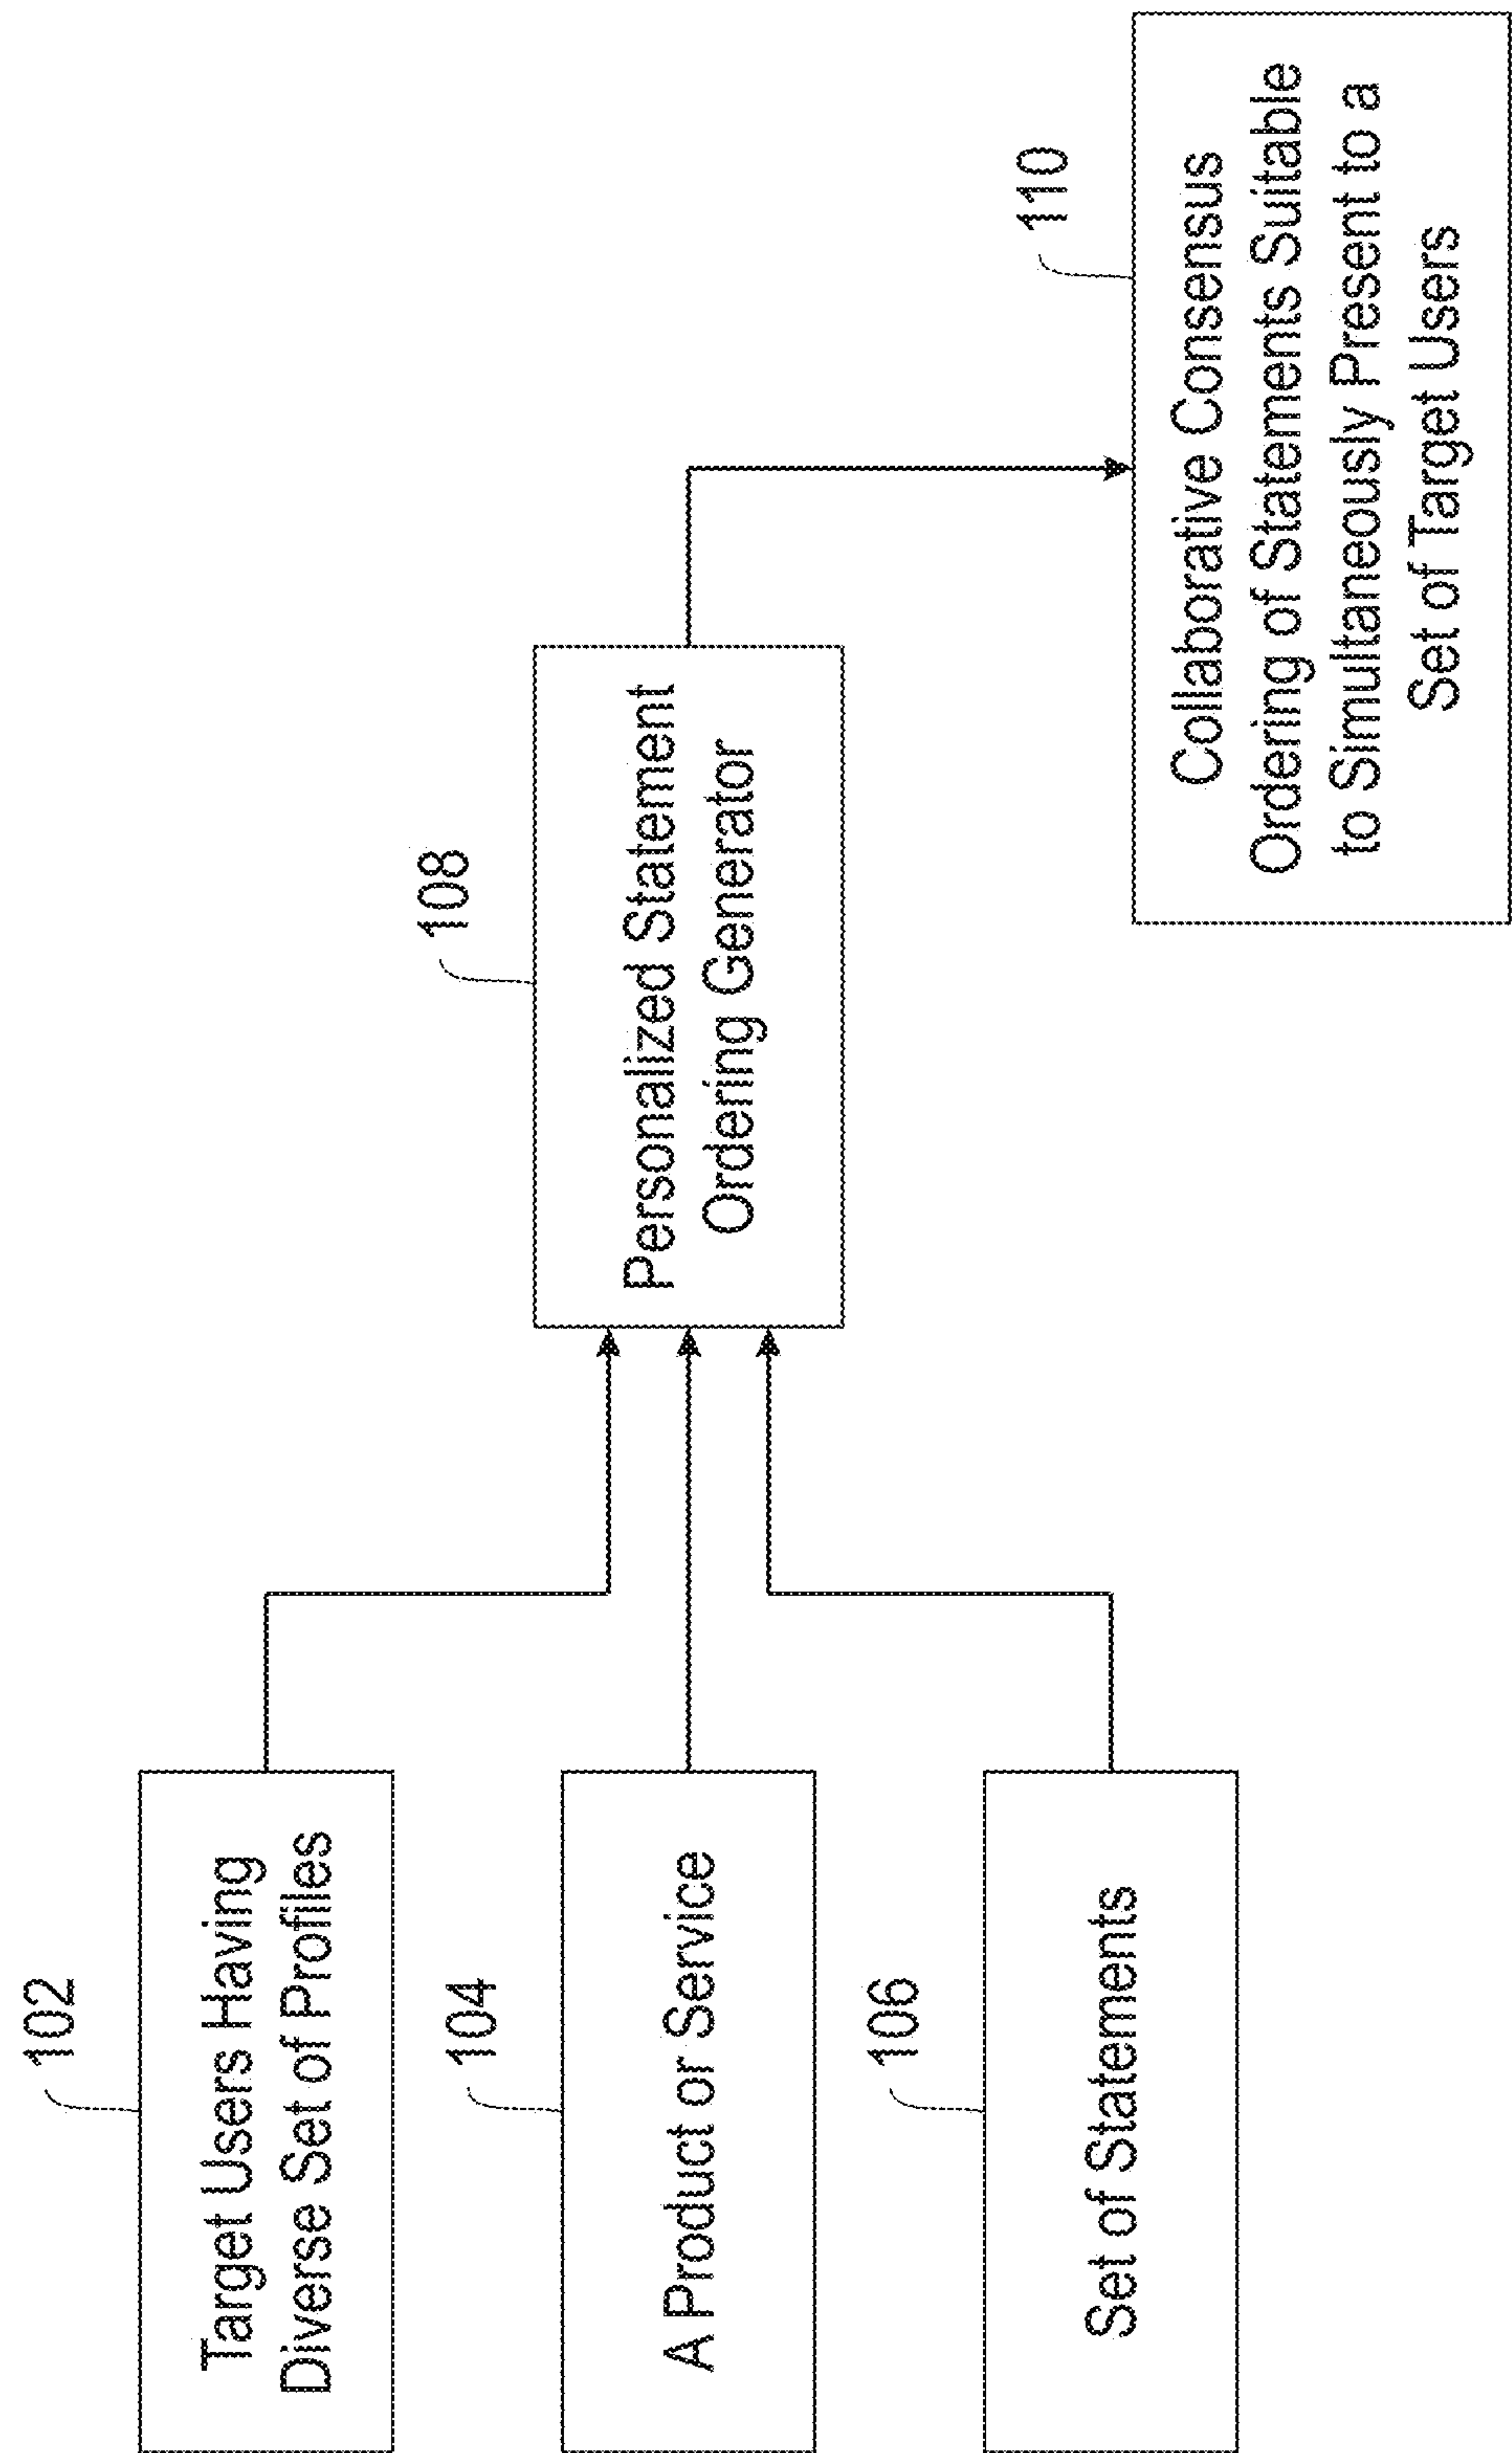 102
Target Users Having
Diverse Set of Profiles
104
A Product or Service
106
Set of Statements
108
Personalized Statement
Ordering Generator
110
Collaborative Consensus
Ordering of Statements Suitable
to Simultaneously Present to a
Set of Target Users